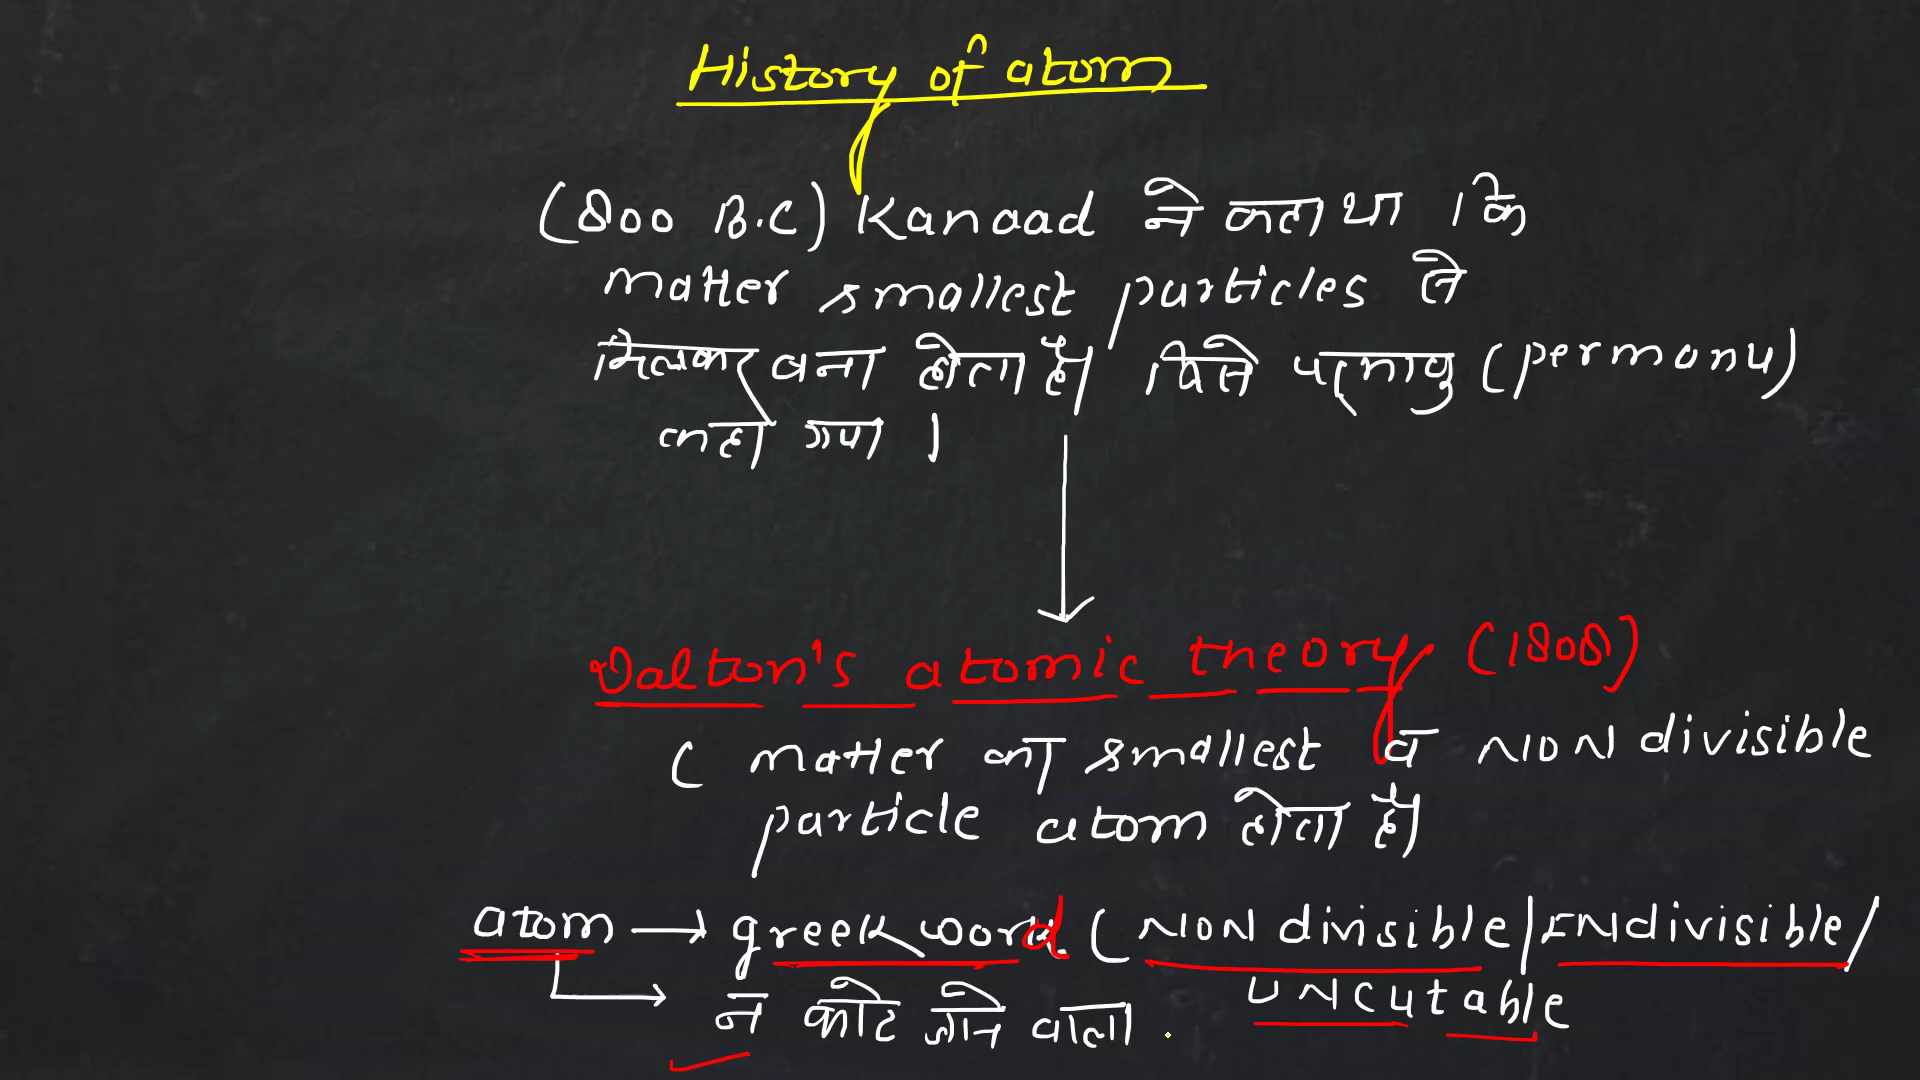 History of atom
(800 B.C) Kanaad ने कहा था कि
matter smallest particles से
मिलकर बना होता है। जिसे परमाणु (permanu)
कहा गया ।
Dalton's atomic theory (1808)
( matter का smallest व NON divisible
particle atom होता है।
atom → greek word ( NON divisible / INdivisible /
UNCUtable
न काटे जाने वाला .